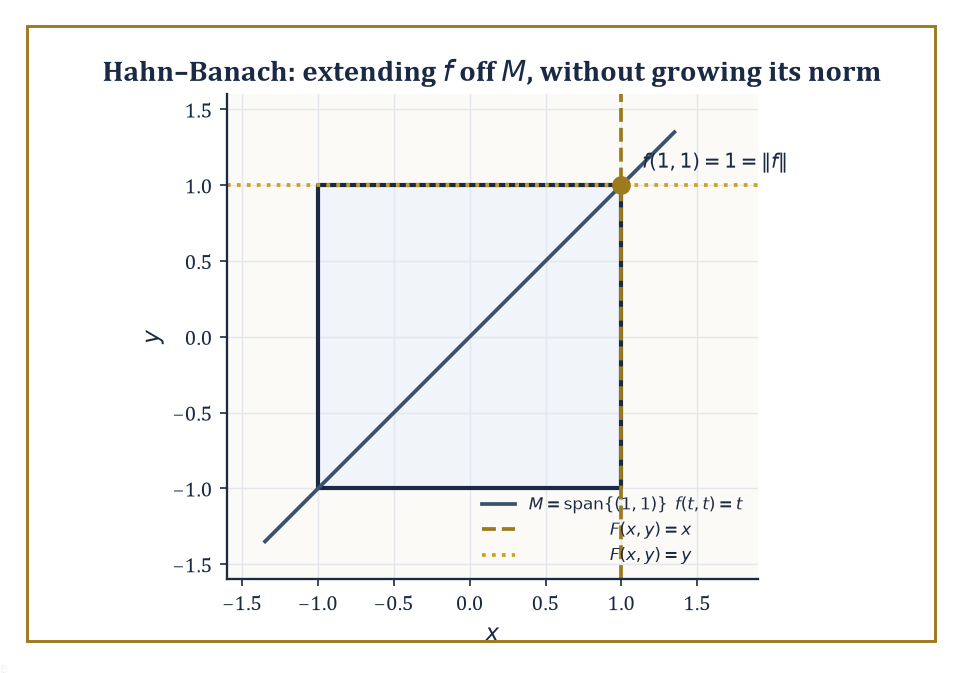 Hahn–Banach: extending f off M, without growing its norm
1.5
f(1, 1) = 1 = ‖f‖
1.0
0.5
0.0
y
−0.5
−1.0
M = span{(1, 1)} f(t, t) = t
F(x, y) = x
F(x, y) = y
−1.5
−1.5 −1.0 −0.5 0.0 0.5 1.0 1.5
x